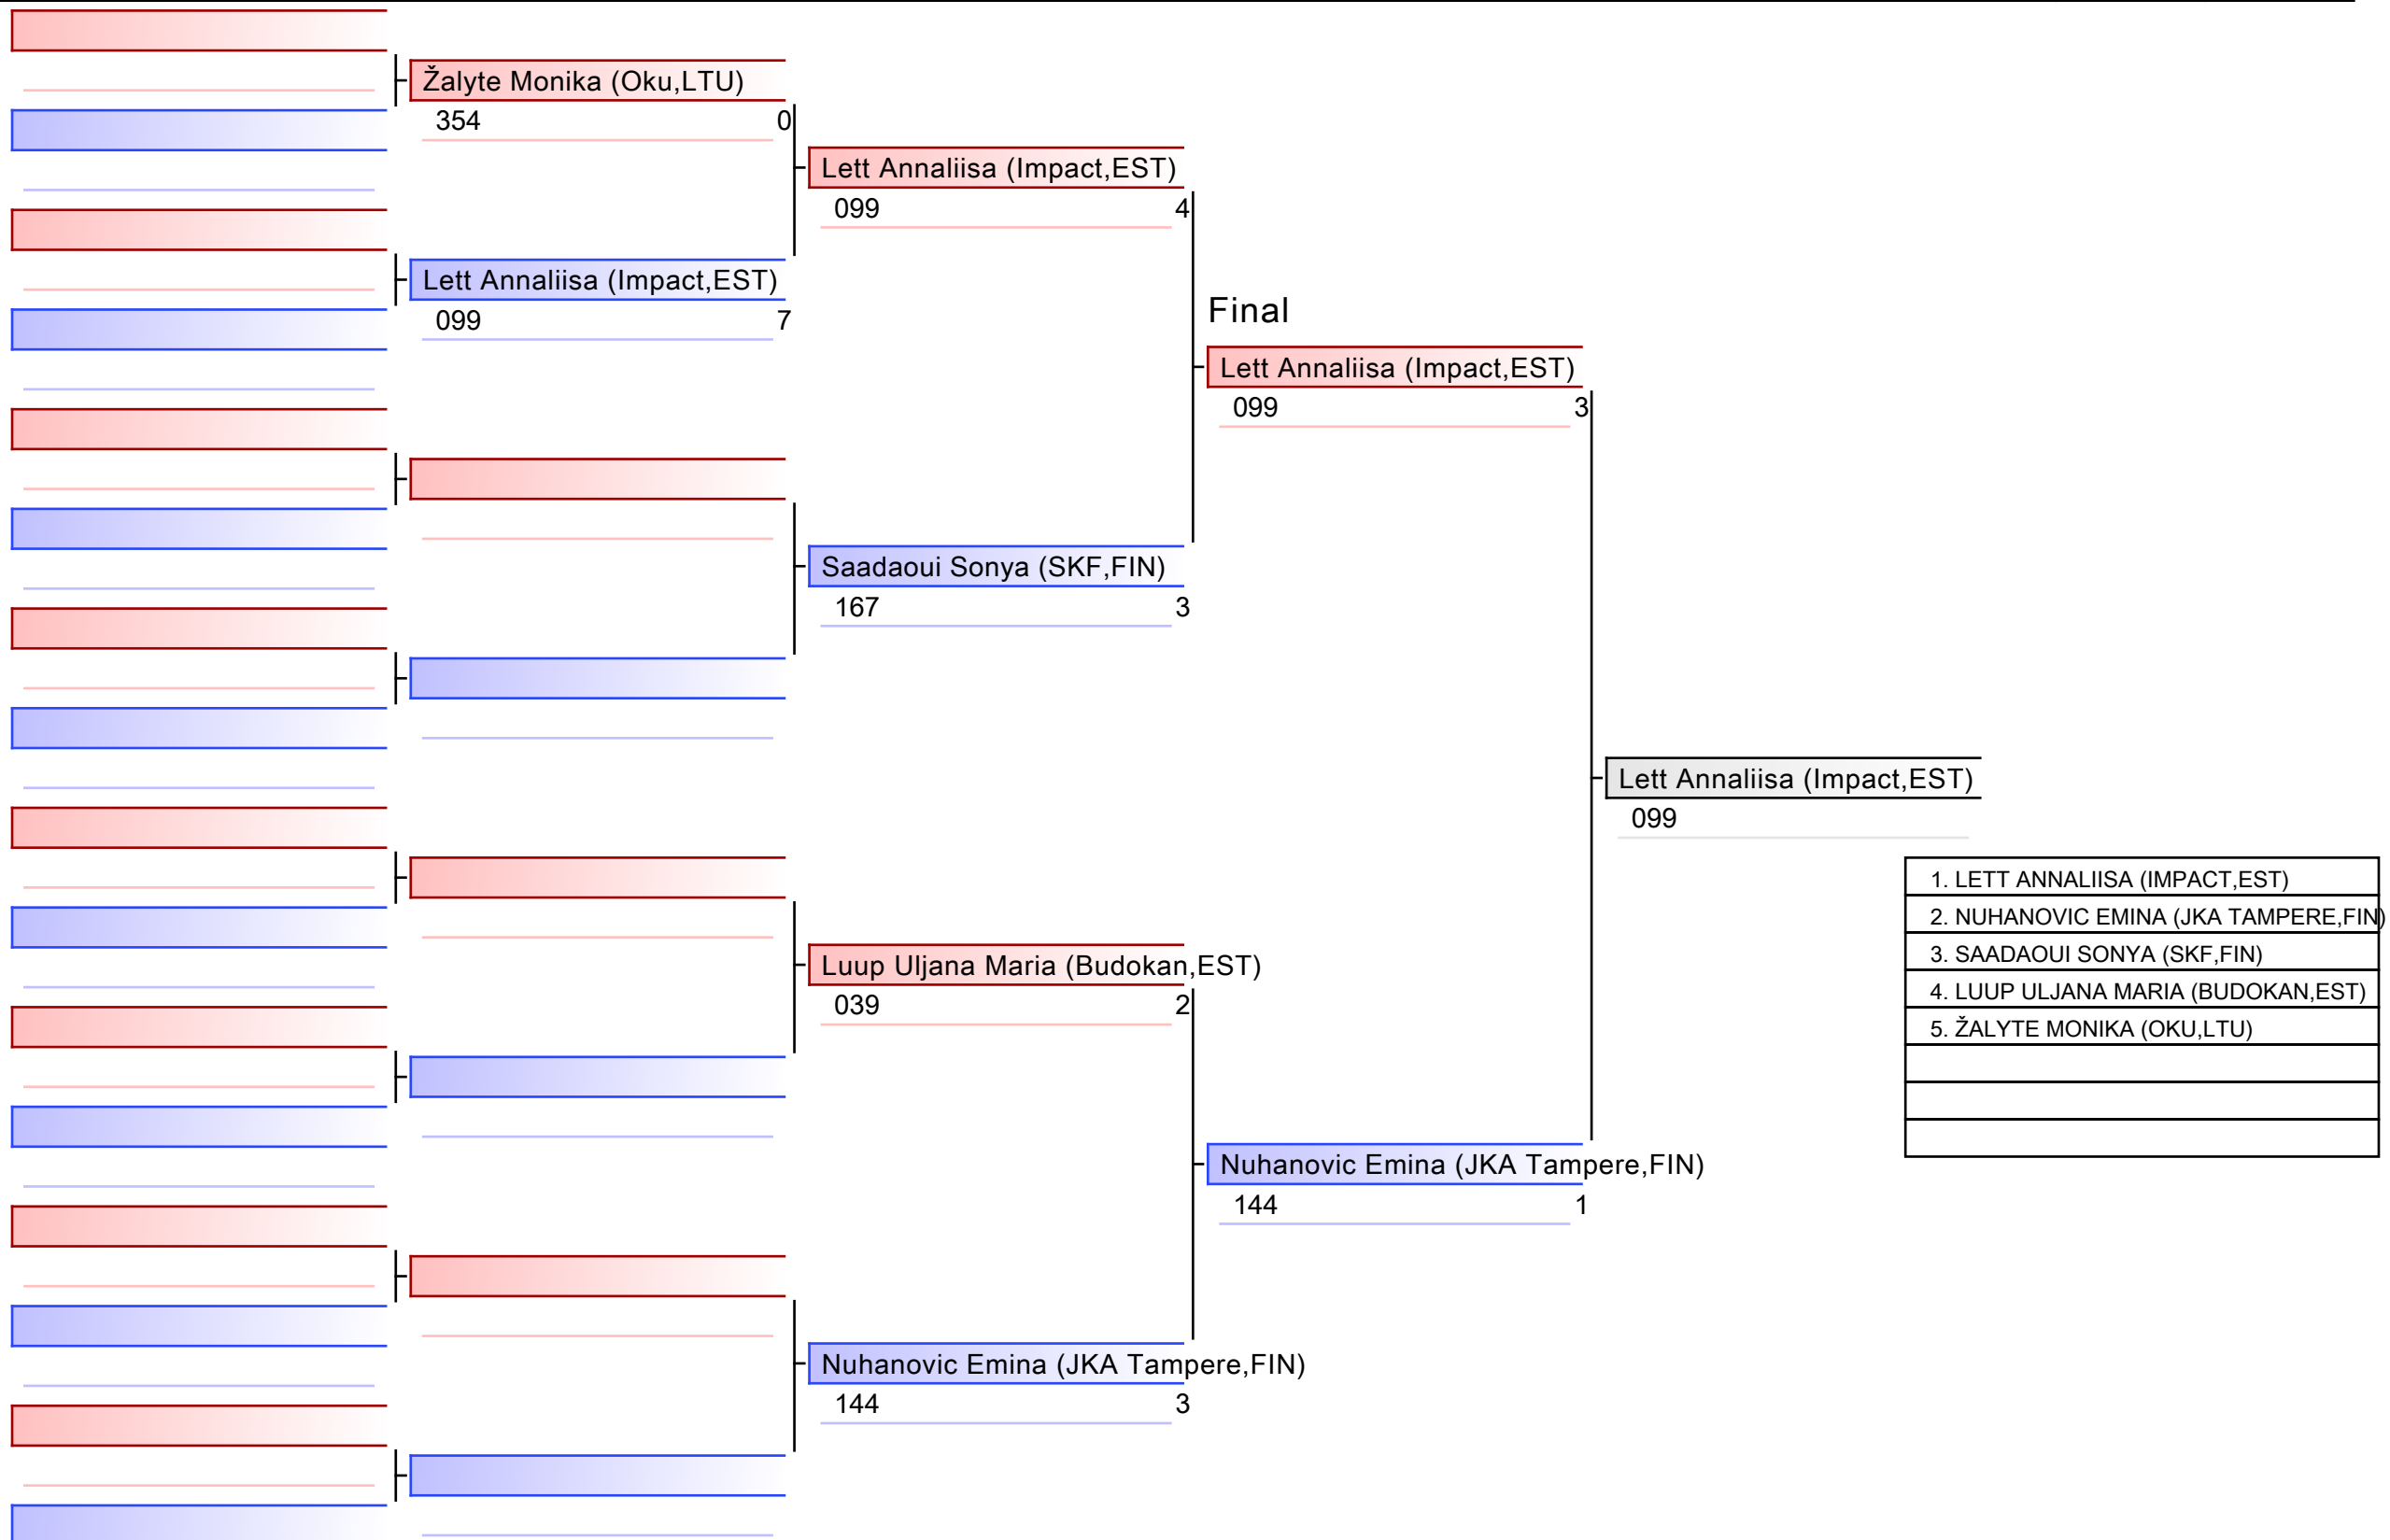 Žalyte Monika (Oku,LTU)
354 0
Lett Annaliisa (Impact,EST)
099 7
Lett Annaliisa (Impact,EST)
099 4
Saadaoui Sonya (SKF,FIN)
167 3
Luup Uljana Maria (Budokan,EST)
039 2
Nuhanovic Emina (JKA Tampere,FIN)
144 3
Final
Lett Annaliisa (Impact,EST)
099 3
Nuhanovic Emina (JKA Tampere,FIN)
144 1
Lett Annaliisa (Impact,EST)
099
1. LETT ANNALIISA (IMPACT,EST)
2. NUHANOVIC EMINA (JKA TAMPERE,FIN)
3. SAADAOUI SONYA (SKF,FIN)
4. LUUP ULJANA MARIA (BUDOKAN,EST)
5. ŽALYTE MONIKA (OKU,LTU)